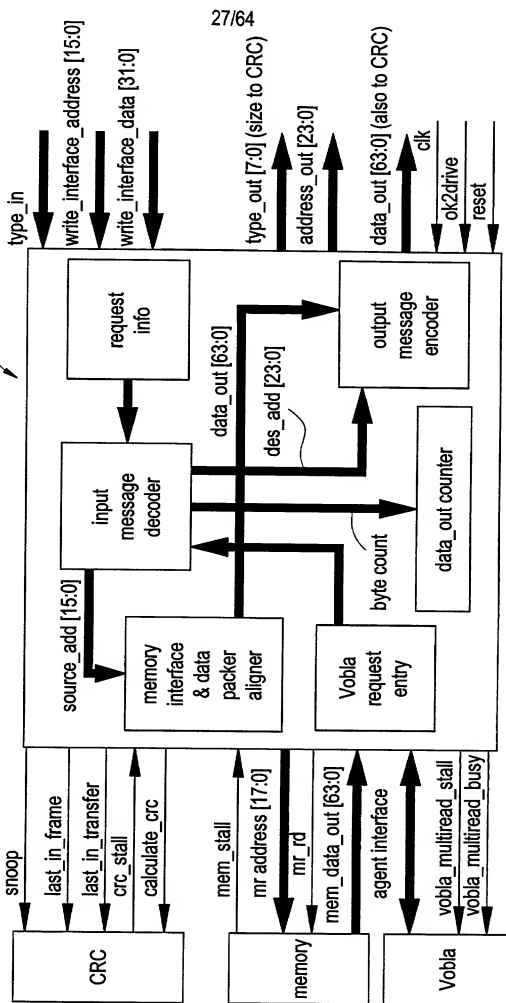 27/64
type_in
write_interface_address [15:0]
write_interface_data [31:0]
type_out [7:0] (size to CRC)
address_out [23:0]
data_out [63:0] (also to CRC)
clk
ok2drive
reset
request
info
input
message
decoder
output
message
encoder
data_out [63:0]
des_add [23:0]
source_add [15:0]
memory
interface
& data
packer
aligner
Vobla
request
entry
byte count
data_out counter
snoop
last_in_frame
last_in_transfer
crc_stall
calculate_crc
mem_stall
mr address [17:0]
mr_rd
mem_data_out [63:0]
agent interface
vobla_multiread_stall
vobla_multiread_busy
CRC
memory
Vobla